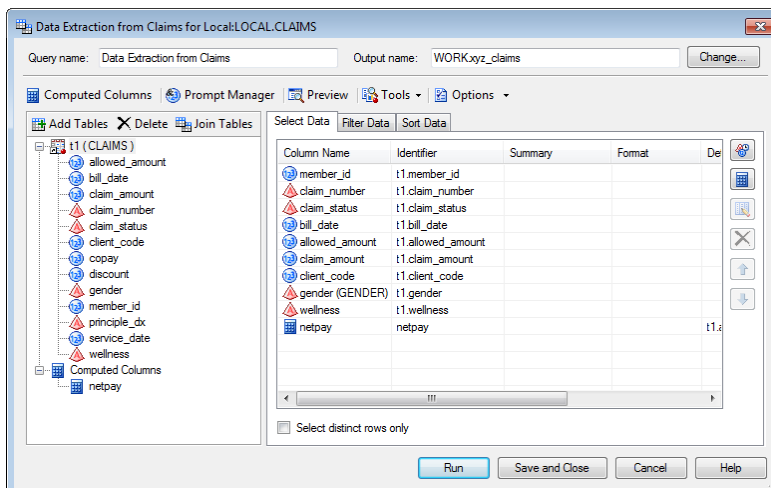 Data Extraction from Claims for Local:LOCAL.CLAIMS
Query name: Data Extraction from Claims Output name: WORK.xyz_claims Change...
Computed Columns Prompt Manager Preview Tools Options
Add Tables Delete Join Tables
t1 (CLAIMS)
allowed_amount
bill_date
claim_amount
claim_number
claim_status
client_code
copay
discount
gender
member_id
principle_dx
service_date
wellness
Computed Columns
netpay
Select Data Filter Data Sort Data
Column Name Identifier Summary Format Det
member_id t1.member_id
claim_number t1.claim_number
claim_status t1.claim_status
bill_date t1.bill_date
allowed_amount t1.allowed_amount
claim_amount t1.claim_amount
client_code t1.client_code
gender (GENDER) t1.gender
wellness t1.wellness
netpay netpay t1.a
Select distinct rows only
Run Save and Close Cancel Help